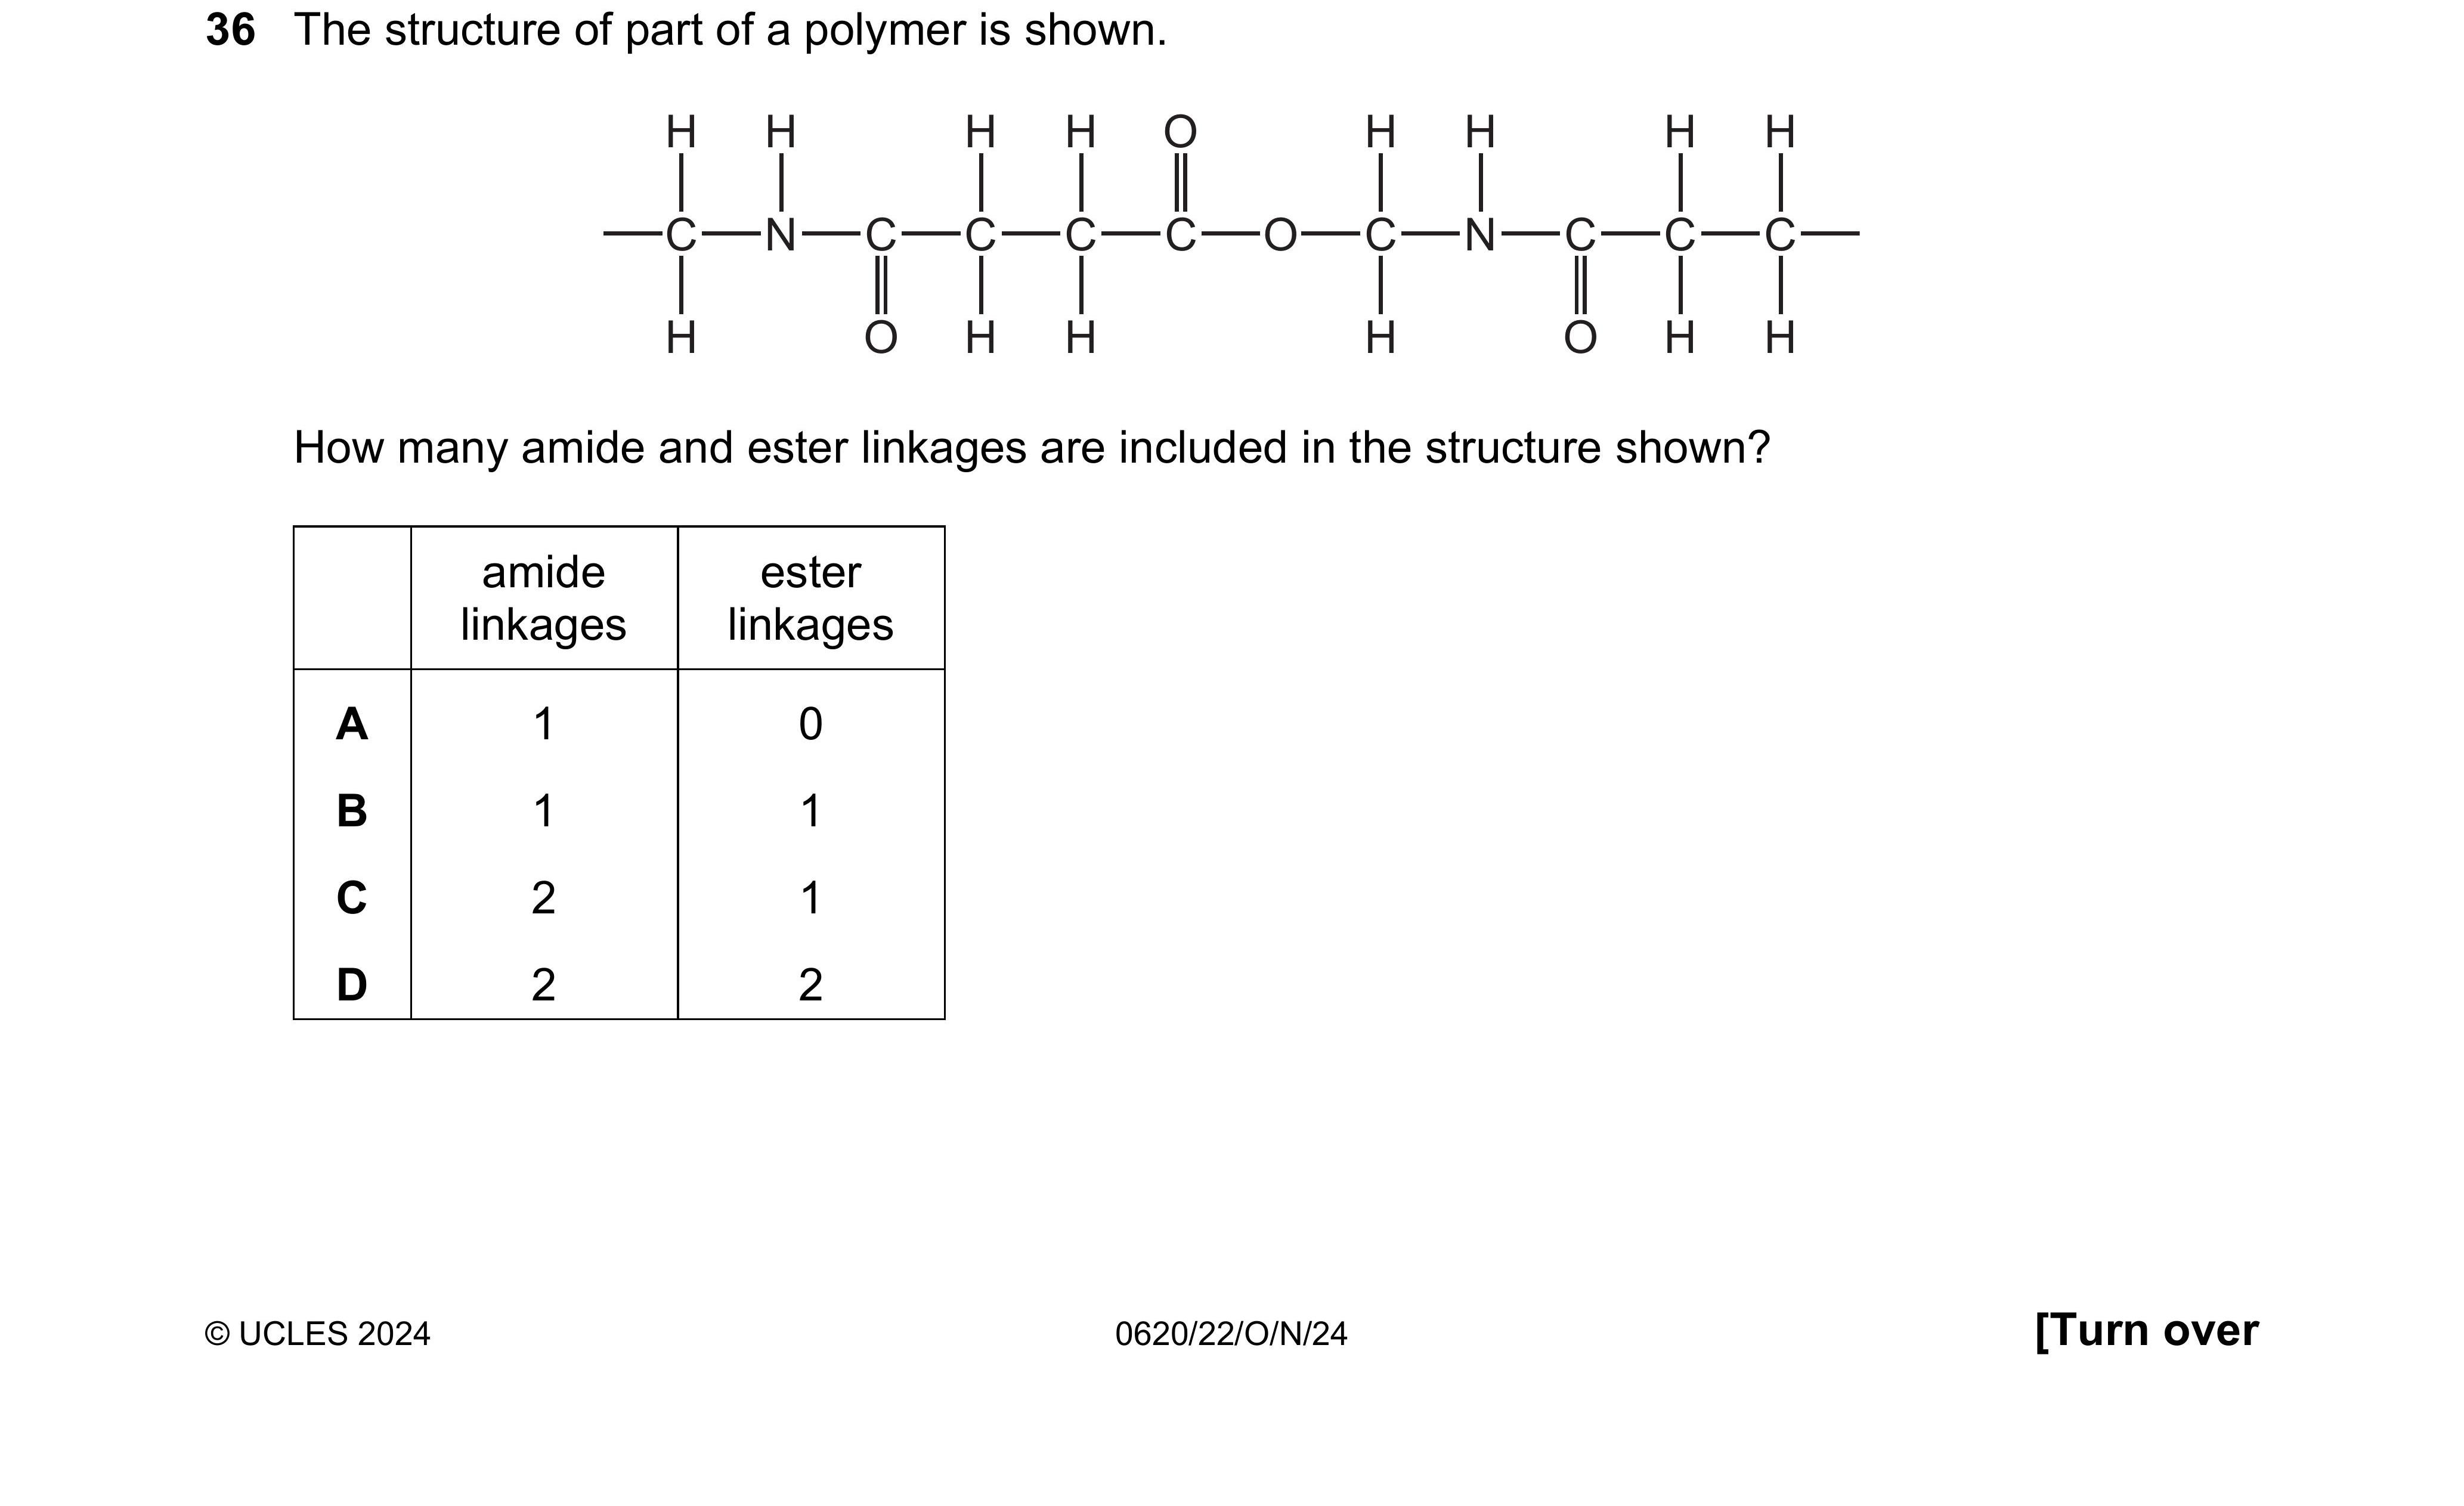 36 The structure of part of a polymer is shown.
H H H H O H H H H
C N C C C C O C N C C C
H O H H H O H H
How many amide and ester linkages are included in the structure shown?
amide linkages ester linkages
A 1 0
B 1 1
C 2 1
D 2 2
© UCLES 2024 0620/22/O/N/24 [Turn over